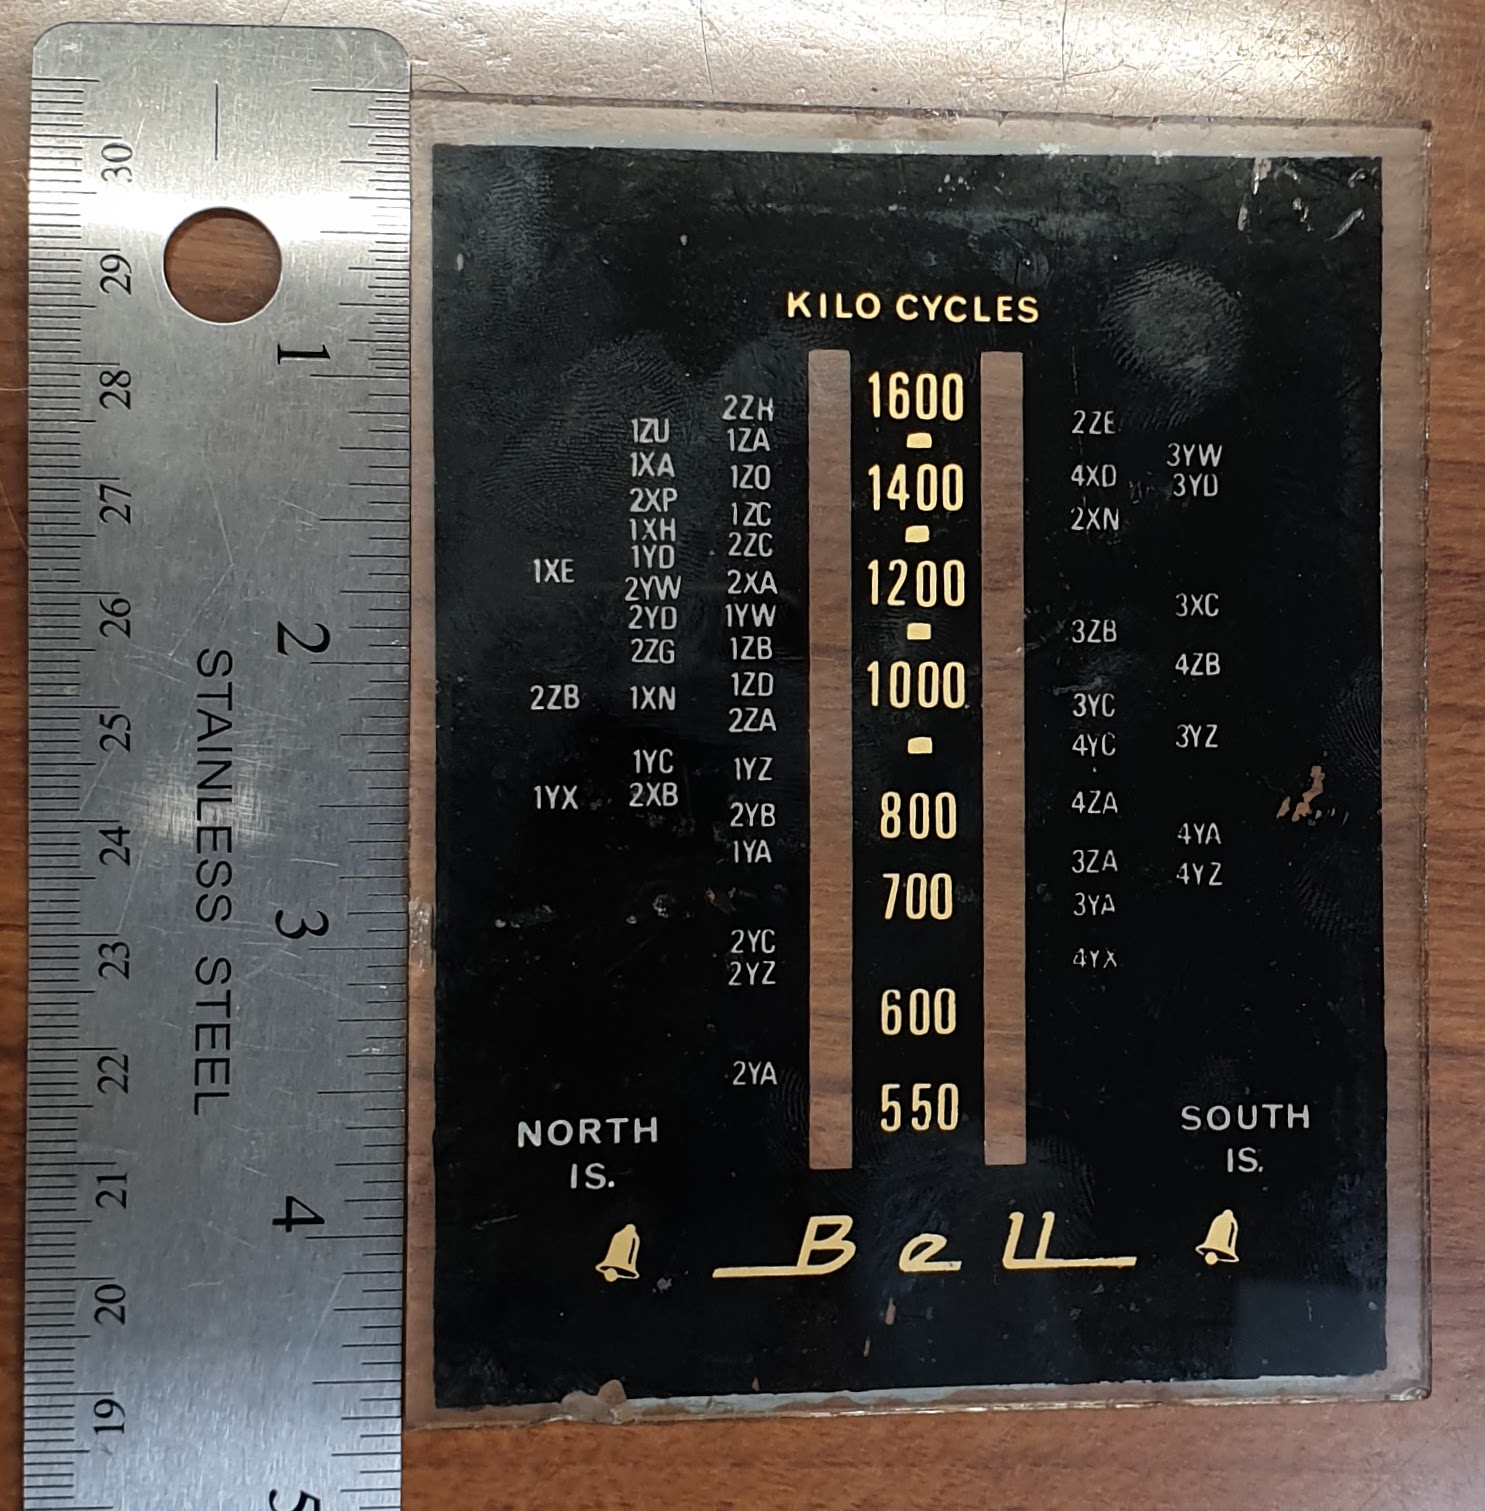 30
29
28
27
26
25
24
23
22
21
20
19
STAINLESS STEEL
1
2
3
4
5
KILO CYCLES
1600
1400
1200
1000
800
700
600
550
1XE
2ZB
1YX
1ZU
1XA
2XP
1XH
1YD
2YW
2YD
2ZG
1XN
1YC
2XB
2ZH
1ZA
1ZO
1ZC
2ZC
2XA
1YW
1ZB
1ZD
2ZA
1YZ
2YB
1YA
2YC
2YZ
2YA
2ZE
4XD
2XN
3ZB
3YC
4YC
4ZA
3ZA
3YA
4YX
3YW
3YD
3XC
4ZB
3YZ
4YA
4YZ
NORTH
IS.
SOUTH
IS.
Bell